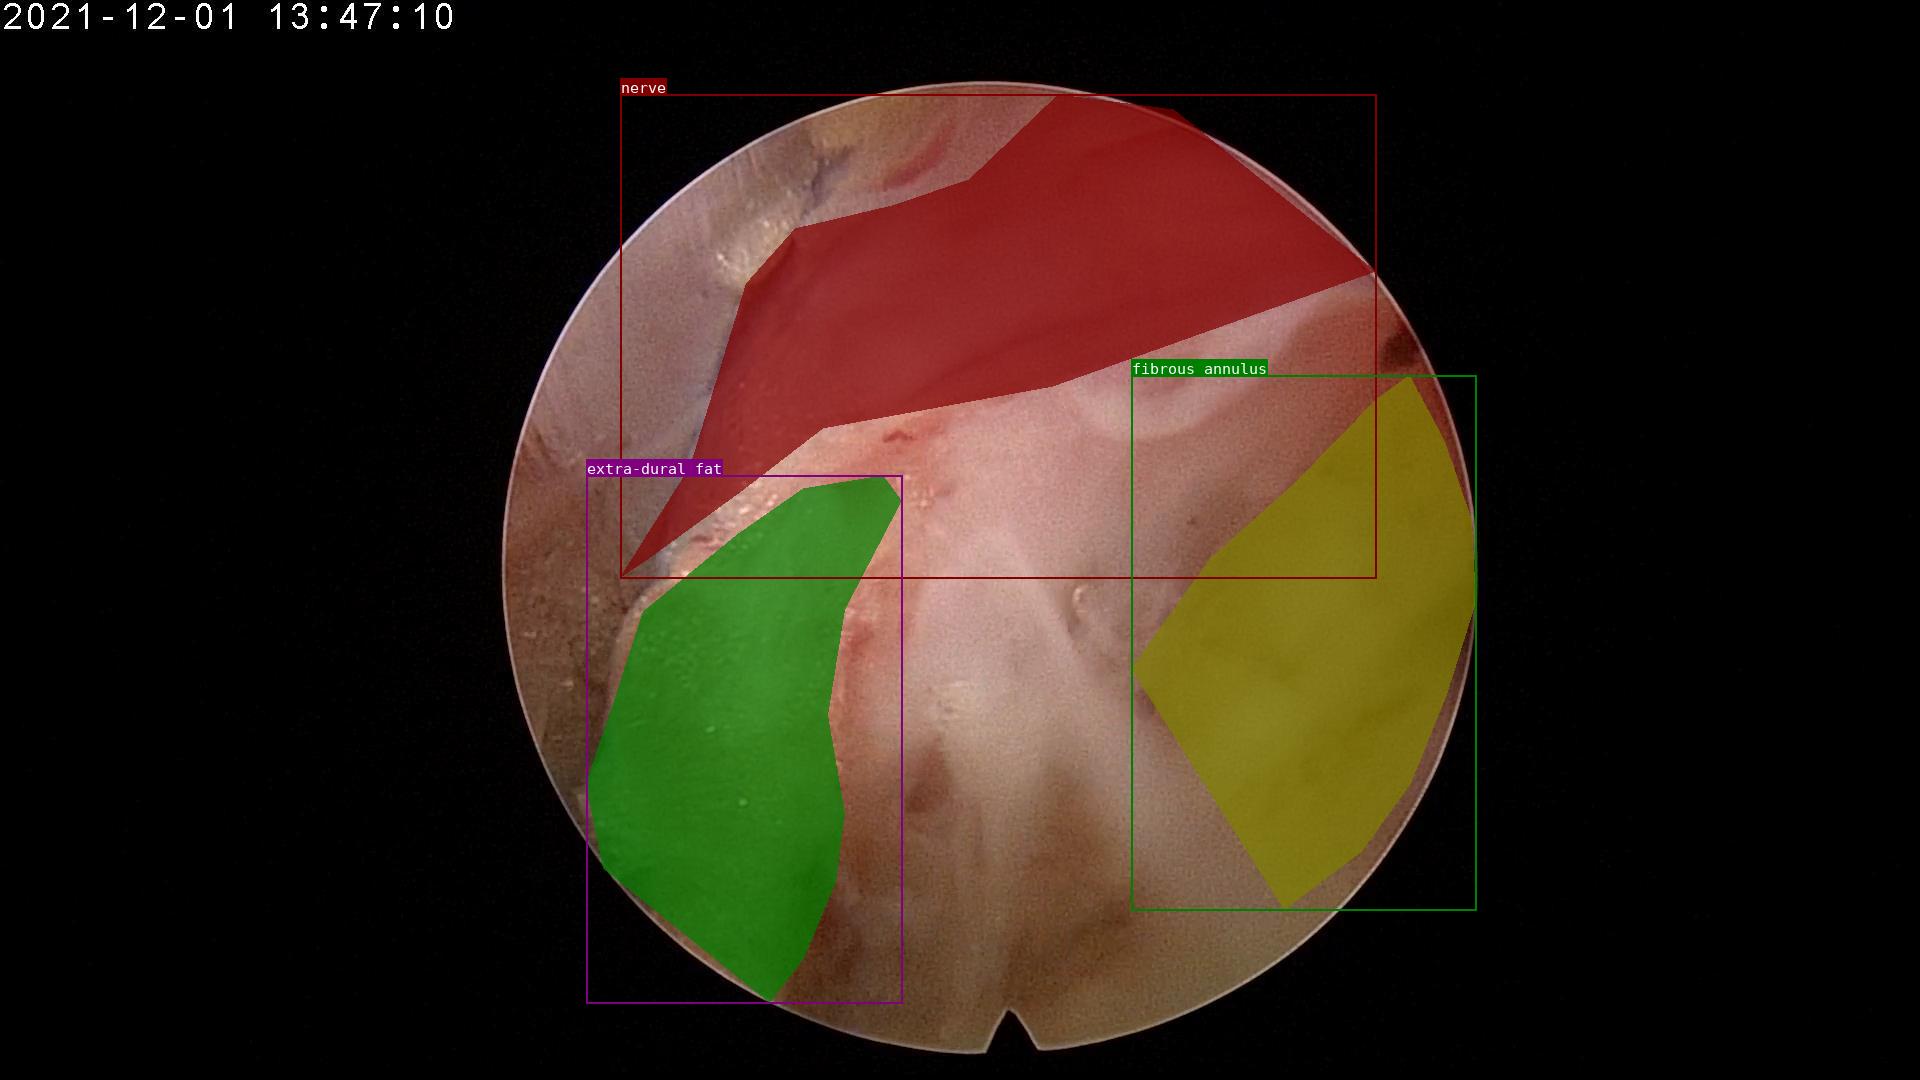 2021-12-01 13:47:10
nerve
fibrous annulus
extra-dural fat